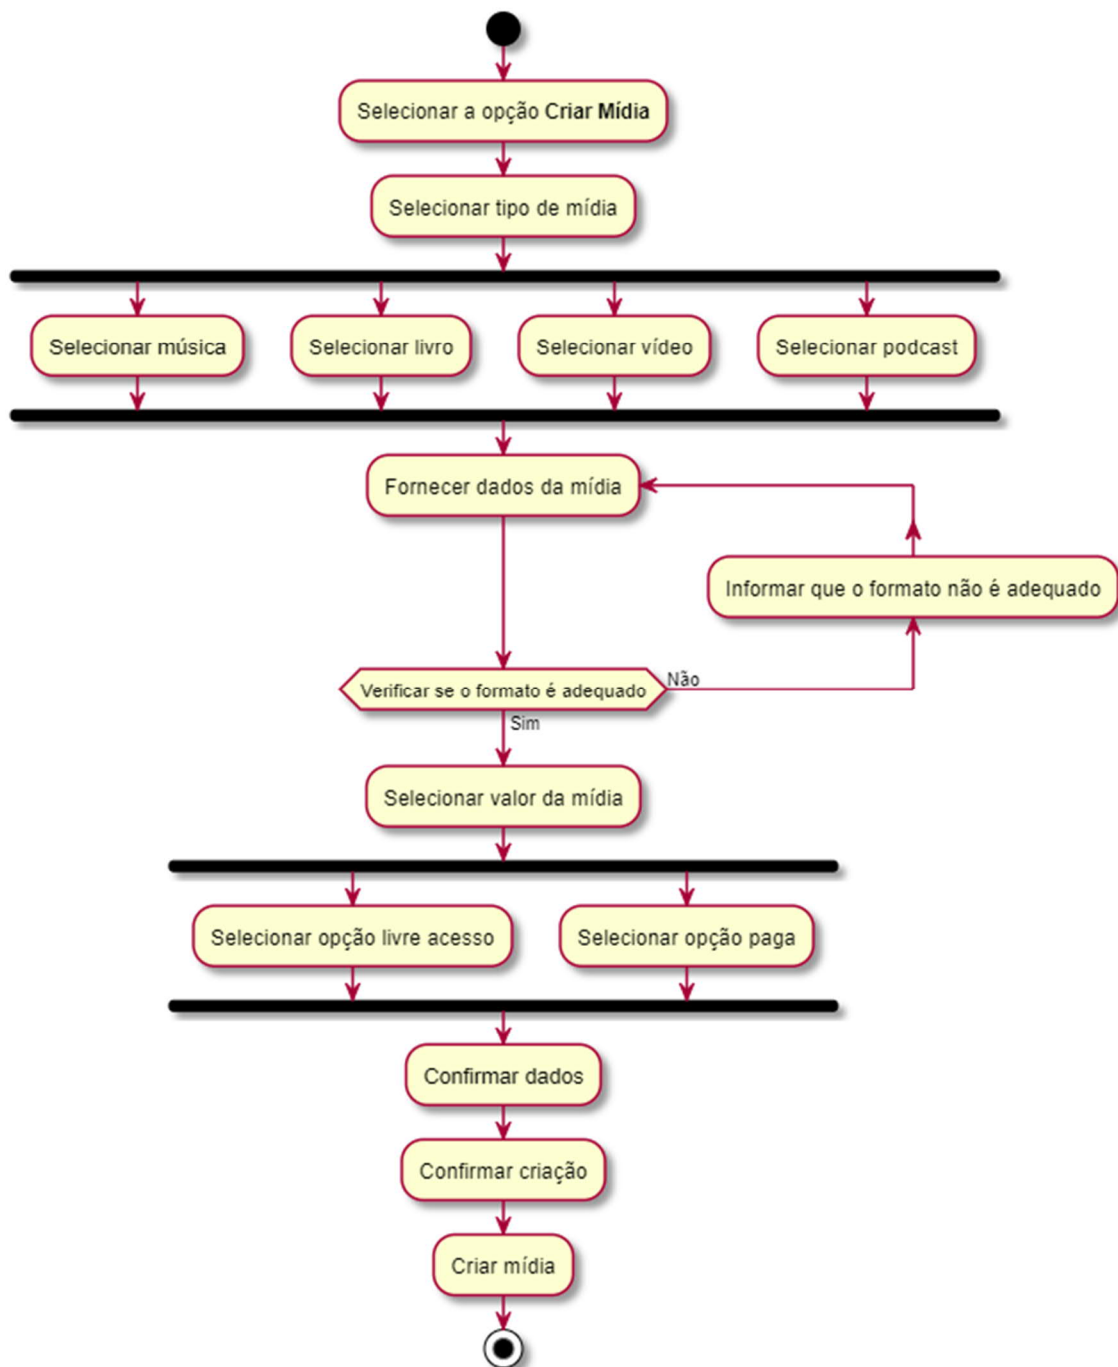 Selecionar a opção Criar Mídia
Selecionar tipo de mídia
Selecionar música
Selecionar livro
Selecionar vídeo
Selecionar podcast
Fornecer dados da mídia
Informar que o formato não é adequado
Verificar se o formato é adequado
Não
Sim
Selecionar valor da mídia
Selecionar opção livre acesso
Selecionar opção paga
Confirmar dados
Confirmar criação
Criar mídia